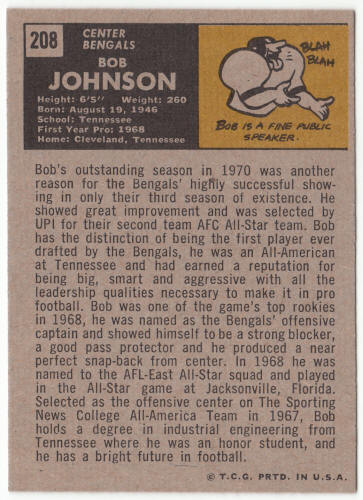 208
CENTER
BENGALS
BOB
JOHNSON
Height: 6'5" Weight: 260
Born: August 19, 1946
School: Tennessee
First Year Pro: 1968
Home: Cleveland, Tennessee
BLAH
BLAH
BOB IS A FINE PUBLIC
SPEAKER.
Bob's outstanding season in 1970 was another
reason for the Bengals' highly successful show-
ing in only their third season of existence. He
showed great improvement and was selected by
UPI for their second team AFC All-Star team. Bob
has the distinction of being the first player ever
drafted by the Bengals, he was an All-American
at Tennessee and had earned a reputation for
being big, smart and aggressive with all the
leadership qualities necessary to make it in pro
football. Bob was one of the game's top rookies
in 1968, he was named as the Bengals' offensive
captain and showed himself to be a strong blocker,
a good pass protector and he produced a near
perfect snap-back from center. In 1968 he was
named to the AFL-East All-Star squad and played
in the All-Star game at Jacksonville, Florida.
Selected as the offensive center on The Sporting
News College All-America Team in 1967, Bob
holds a degree in industrial engineering from
Tennessee where he was an honor student, and
he has a bright future in football.
© T.C.G. PRTD. IN U.S.A.